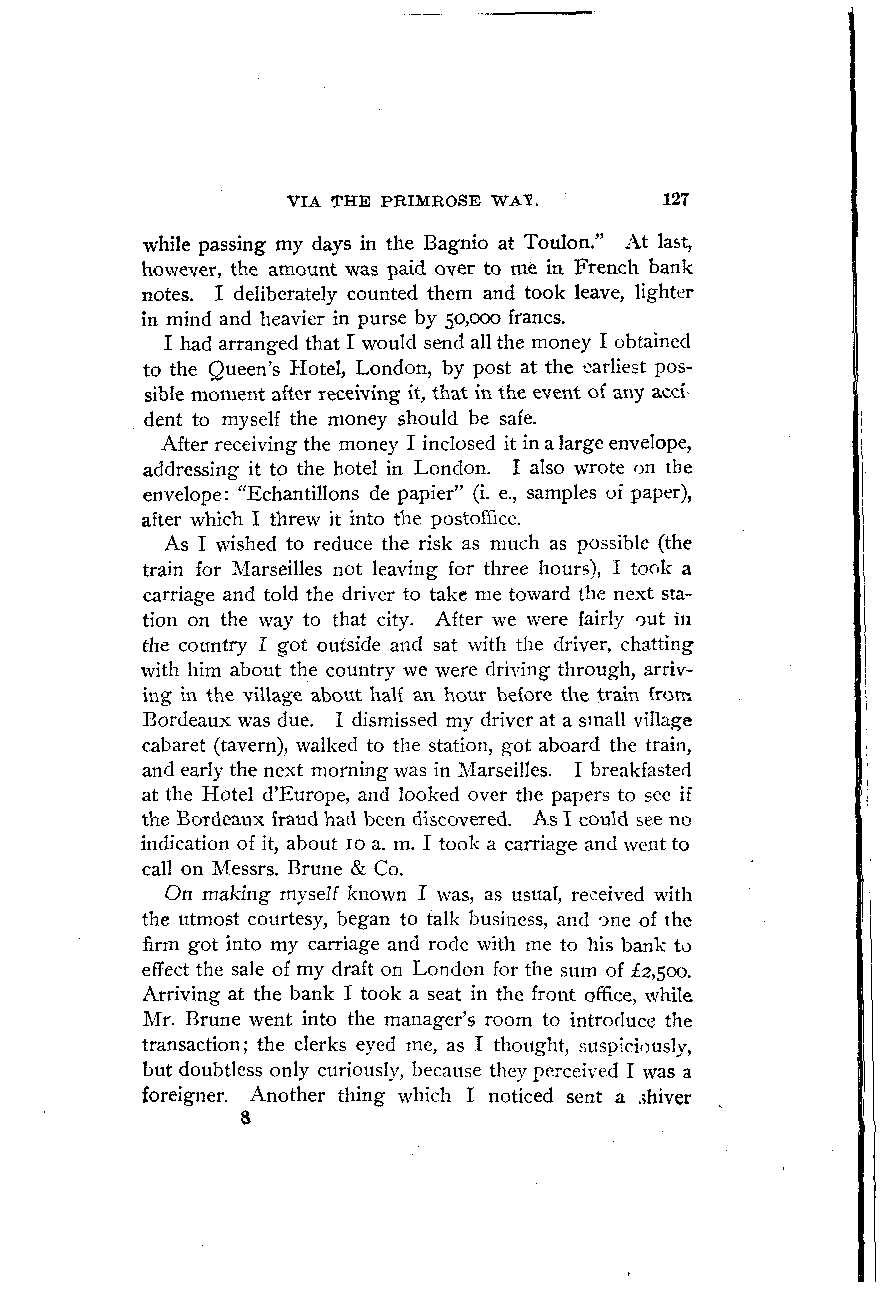 VIA THE PRIMROSE WAY. 127
while passing my days in the Bagnio at Toulon." At last,
however, the amount was paid over to me in French bank
notes. I deliberately counted them and took leave, lighter
in mind and heavier in purse by 50,000 francs.
I had arranged that I would send all the money I obtained
to the Queen's Hotel, London, by post at the earliest pos-
sible moment after receiving it, that in the event of any acci-
dent to myself the money should be safe.
After receiving the money I inclosed it in a large envelope,
addressing it to the hotel in London. I also wrote on the
envelope: "Echantillons de papier" (i. e., samples of paper),
after which I threw it into the postoffice.
As I wished to reduce the risk as much as possible (the
train for Marseilles not leaving for three hours), I took a
carriage and told the driver to take me toward the next sta-
tion on the way to that city. After we were fairly out in
the country I got outside and sat with the driver, chatting
with him about the country we were driving through, arriv-
ing in the village about half an hour before the train from
Bordeaux was due. I dismissed my driver at a small village
cabaret (tavern), walked to the station, got aboard the train,
and early the next morning was in Marseilles. I breakfasted
at the Hotel d'Europe, and looked over the papers to see if
the Bordeaux fraud had been discovered. As I could see no
indication of it, about 10 a. m. I took a carriage and went to
call on Messrs. Brune & Co.
On making myself known I was, as usual, received with
the utmost courtesy, began to talk business, and one of the
firm got into my carriage and rode with me to his bank to
effect the sale of my draft on London for the sum of £2,500.
Arriving at the bank I took a seat in the front office, while
Mr. Brune went into the manager's room to introduce the
transaction; the clerks eyed me, as I thought, suspiciously,
but doubtless only curiously, because they perceived I was a
foreigner. Another thing which I noticed sent a shiver
8